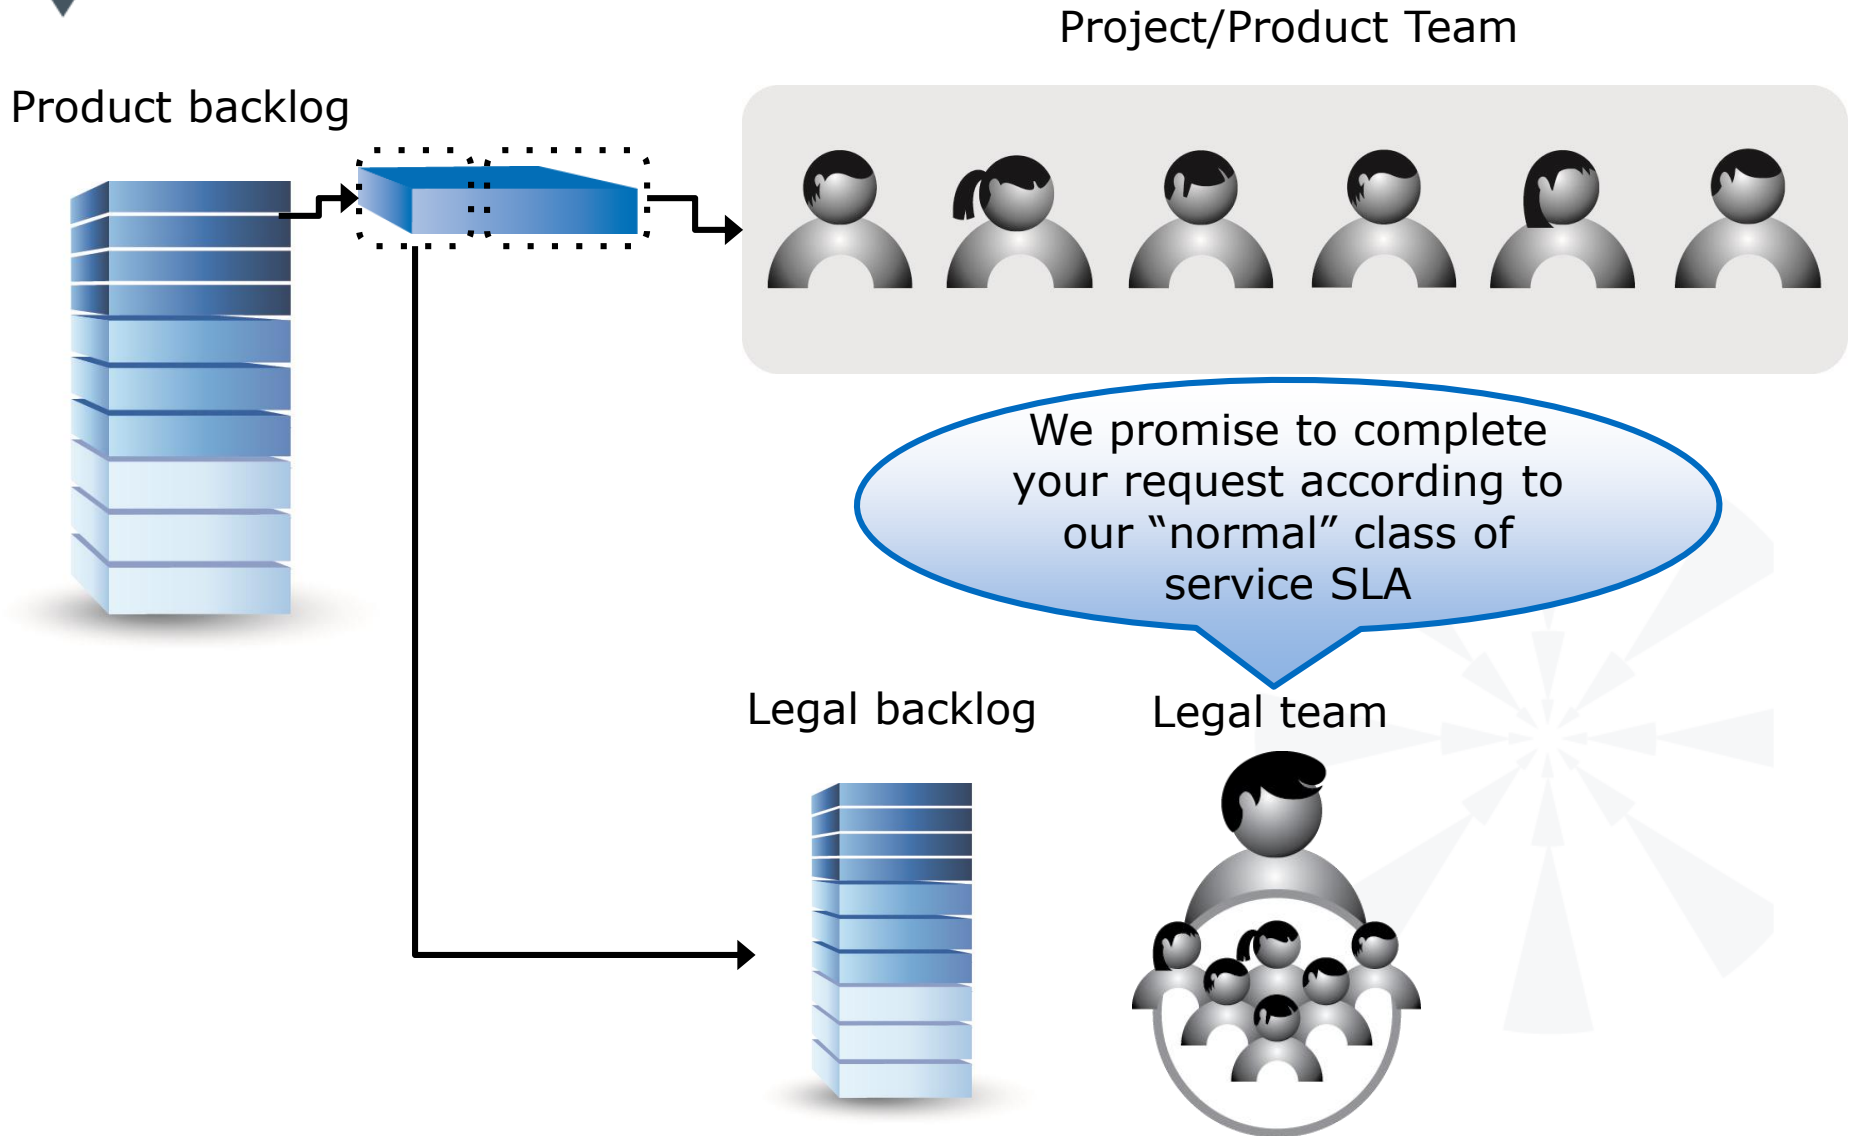 Project/Product Team
Product backlog
We promise to complete
your request according to
our “normal” class of
service SLA
Legal backlog
Legal team